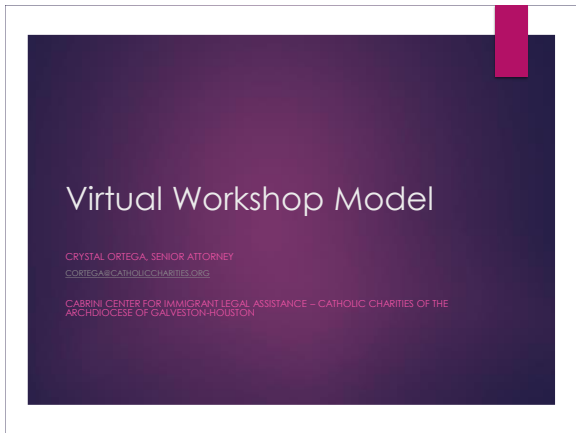 Virtual Workshop Model
CRYSTAL ORTEGA, SENIOR ATTORNEY
CORTEGA@CATHOLICCHARITIES.ORG
CABRINI CENTER FOR IMMIGRANT LEGAL ASSISTANCE – CATHOLIC CHARITIES OF THE
ARCHDIOCESE OF GALVESTON-HOUSTON